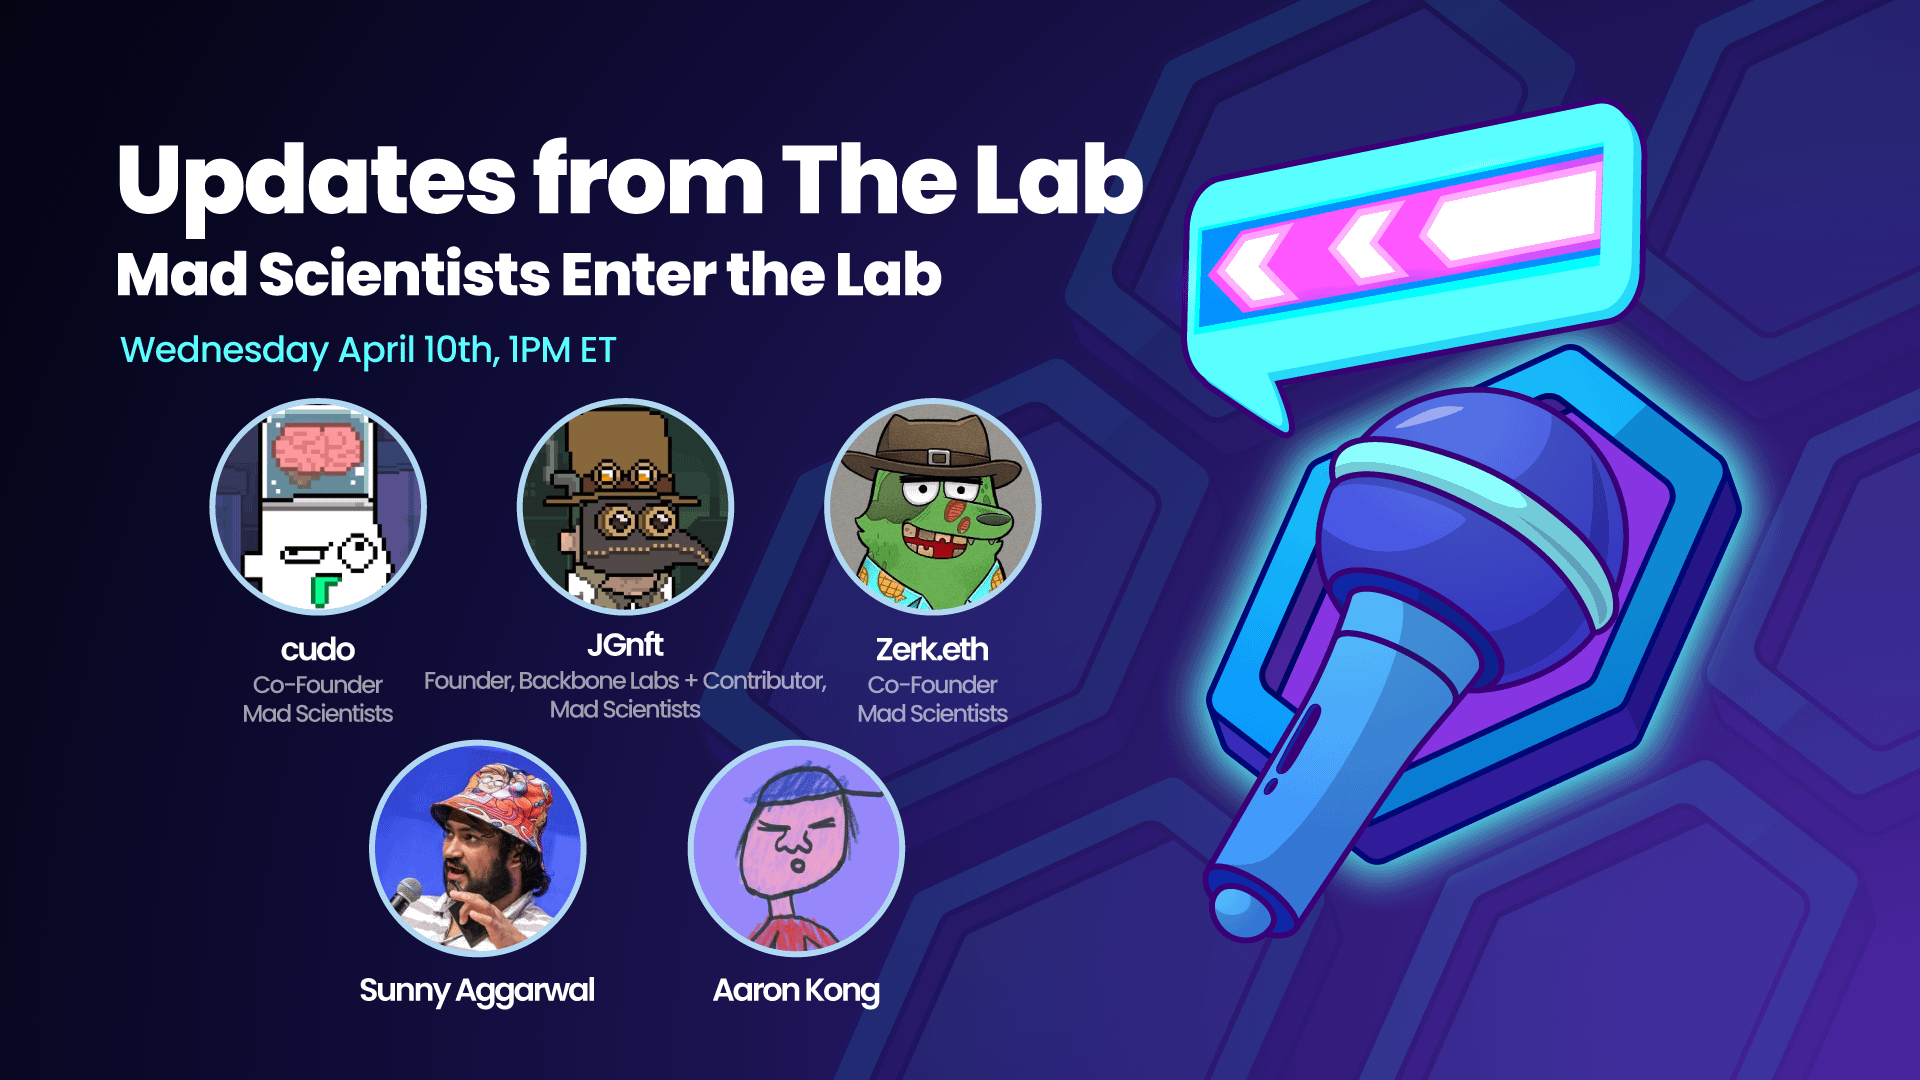 Updates from The Lab
Mad Scientists Enter the Lab
Wednesday April 10th, 1PM ET
cudo
Co-Founder
Mad Scientists
JGnft
Founder, Backbone Labs + Contributor,
Mad Scientists
Zerk.eth
Co-Founder
Mad Scientists
Sunny Aggarwal
Aaron Kong